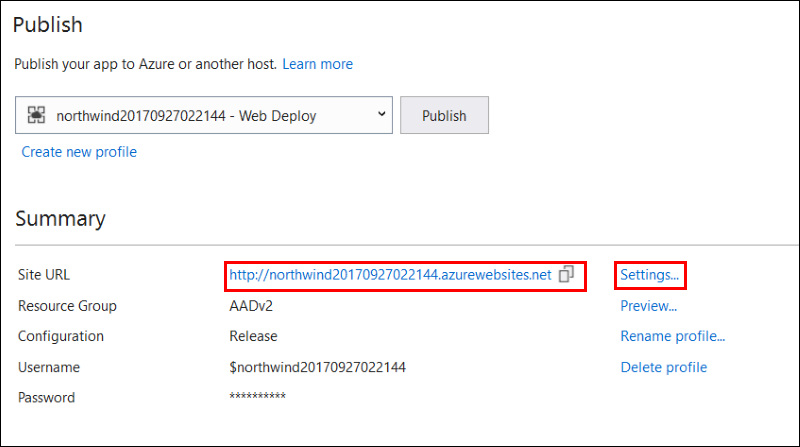 Publish
Publish your app to Azure or another host. Learn more
northwind20170927022144 - Web Deploy Publish
Create new profile
Summary
Site URL http://northwind20170927022144.azurewebsites.net Settings...
Resource Group AADv2 Preview...
Configuration Release Rename profile...
Username $northwind20170927022144 Delete profile
Password **********